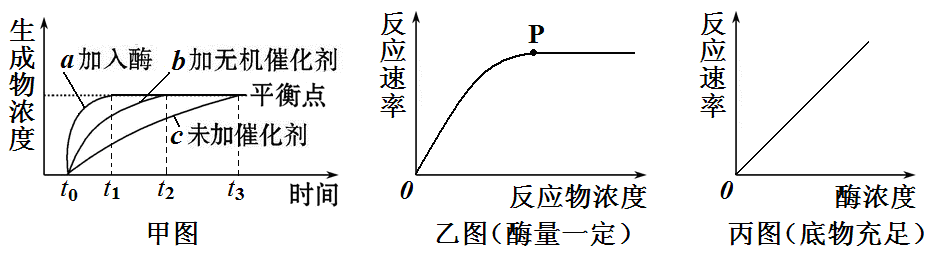 生成物浓度
a加入酶
b加无机催化剂
平衡点
c未加催化剂
t0 t1 t2 t3 时间
甲图
反应速率
P
0
反应物浓度
乙图(酶量一定)
反应速率
0
酶浓度
丙图(底物充足)